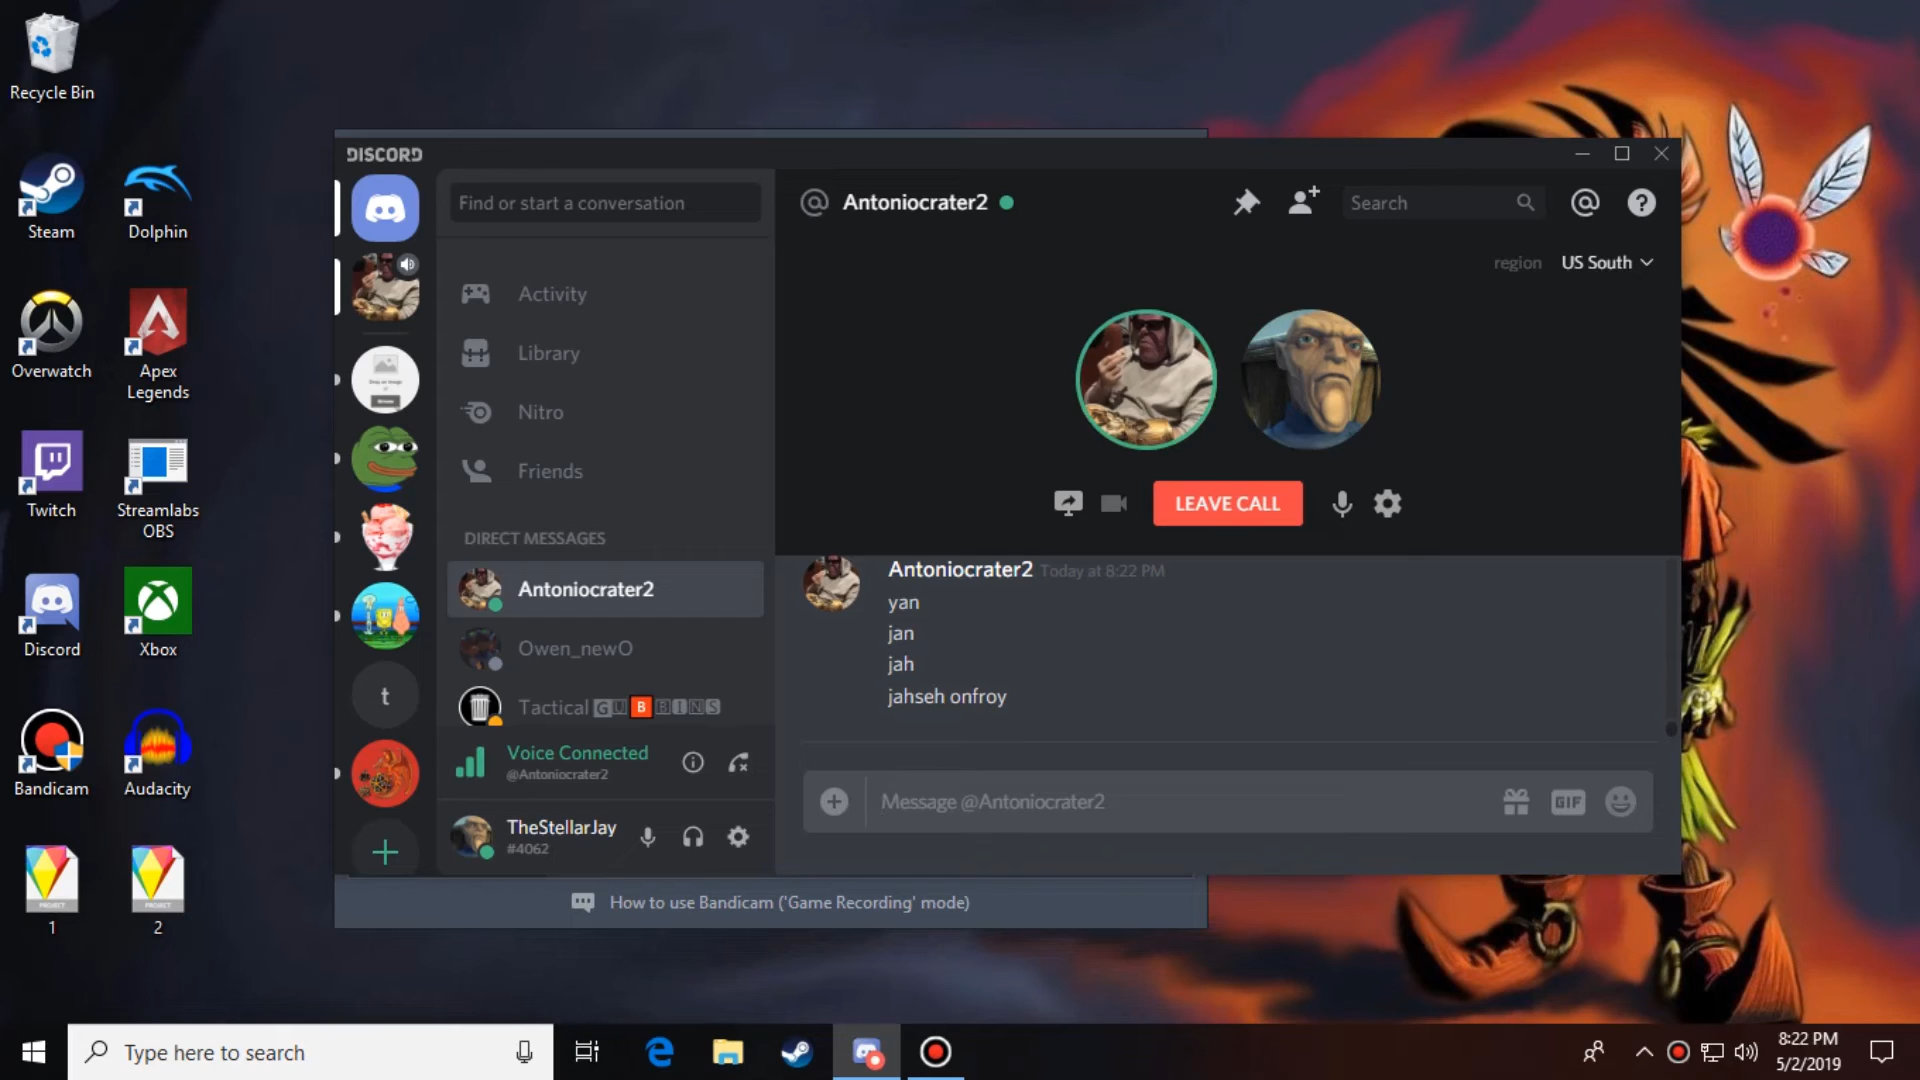 Recycle Bin
Steam
Dolphin
Overwatch
Apex
Legends
Twitch
Streamlabs
OBS
Discord
Xbox
Bandicam
Audacity
PROJECT
PROJECT
1
2
DISCORD
Find or start a conversation
Activity
Library
Nitro
Friends
DIRECT MESSAGES
Antoniocrater2
Owen_newO
Tactical GUBBINS
t
Voice Connected
@Antoniocrater2
TheStellarJay
#4062
@ Antoniocrater2
Search
region US South
LEAVE CALL
Antoniocrater2 Today at 8:22 PM
yan
jan
jah
jahseh onfroy
Message @Antoniocrater2
GIF
How to use Bandicam ('Game Recording' mode)
Type here to search
8:22 PM
5/2/2019